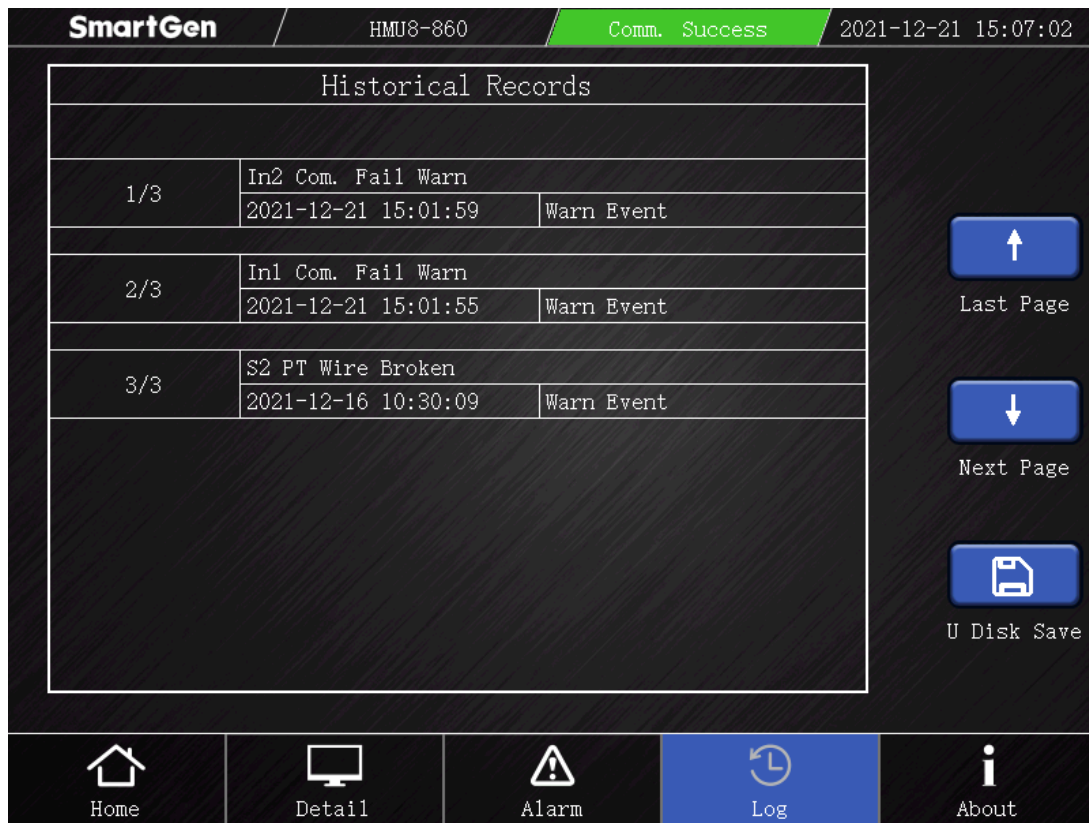 SmartGen HMU8-860 Comm. Success 2021-12-21 15:07:02
Historical Records
1/3
In2 Com. Fail Warn
2021-12-21 15:01:59 Warn Event
2/3
In1 Com. Fail Warn
2021-12-21 15:01:55 Warn Event
3/3
S2 PT Wire Broken
2021-12-16 10:30:09 Warn Event
Last Page
Next Page
U Disk Save
Home Detail Alarm Log About